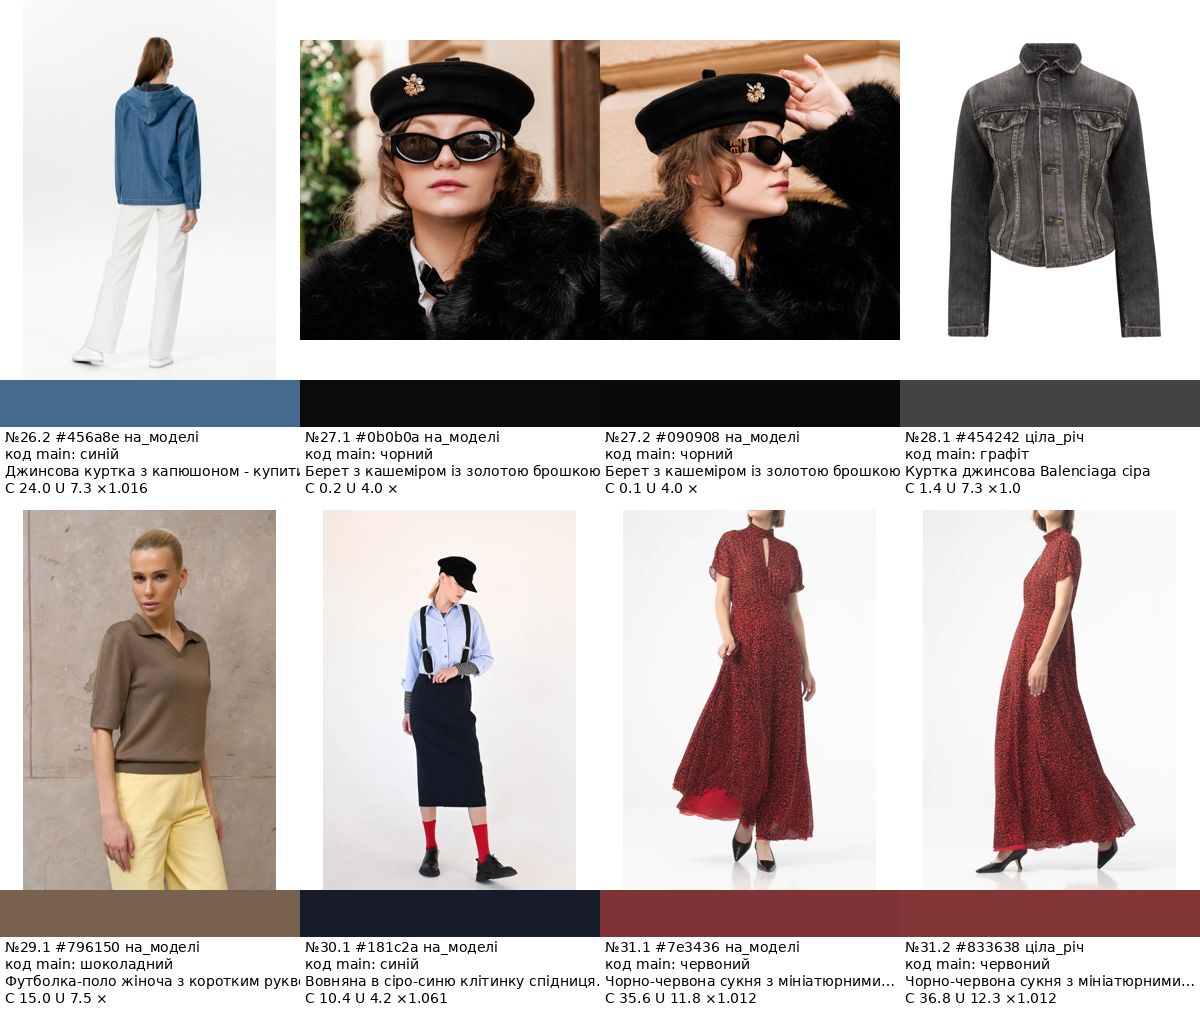 №26.2 #456a8e на_моделі
код main: синій
Джинсова куртка з капюшоном - купити
C 24.0 U 7.3 ×1.016
№27.1 #0b0b0a на_моделі
код main: чорний
Берет з кашеміром із золотою брошкою
C 0.2 U 4.0 ×
№27.2 #090908 на_моделі
код main: чорний
Берет з кашеміром із золотою брошкою
C 0.1 U 4.0 ×
№28.1 #454242 ціла_річ
код main: графіт
Куртка джинсова Balenciaga сіра
C 1.4 U 7.3 ×1.0
№29.1 #796150 на_моделі
код main: шоколадний
Футболка-поло жіноча з коротким рукв
C 15.0 U 7.5 ×
№30.1 #181c2a на_моделі
код main: синій
Вовняна в сіро-синю клітинку спідниця.
C 10.4 U 4.2 ×1.061
№31.1 #7e3436 на_моделі
код main: червоний
Чорно-червона сукня з мініатюрними...
C 35.6 U 11.8 ×1.012
№31.2 #833638 ціла_річ
код main: червоний
Чорно-червона сукня з мініатюрними...
C 36.8 U 12.3 ×1.012